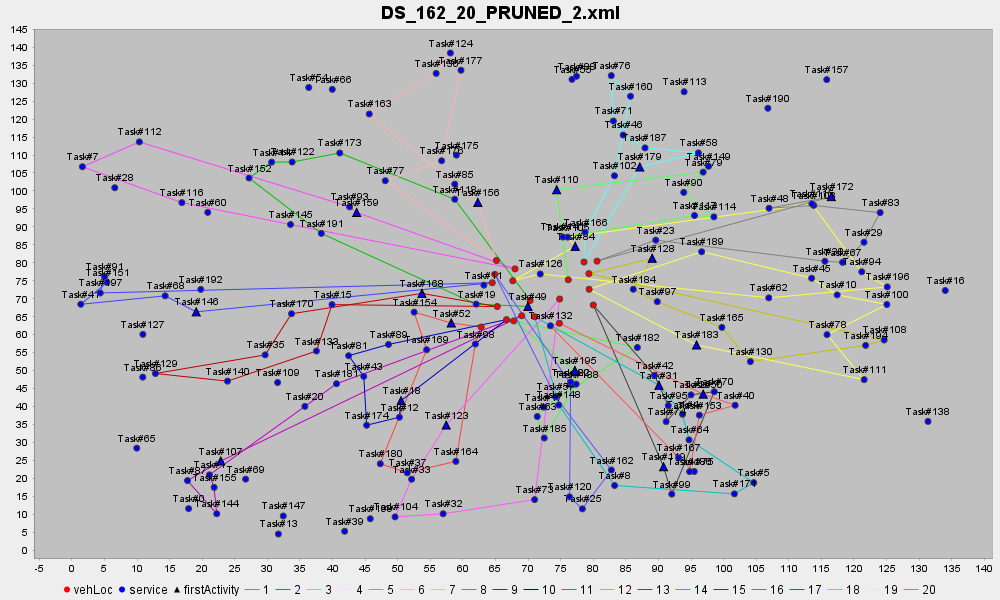 DS_162_20_PRUNED_2.xml
145
140 Task#124
135 Task#177
130 Task#54 Task#66 Task#76 Task#157
125 Task#160 Task#113
120 Task#163 Task#190
115 Task#112 Task#71 Task#46
110 Task#7 Task#122 Task#173 Task#175 Task#176 Task#187 Task#58 Task#149
105 Task#152 Task#77 Task#102 Task#179 Task#79
100 Task#28 Task#85 Task#118 Task#110 Task#90
95 Task#116 Task#93 Task#159 Task#156 Task#48 Task#172 Task#83
90 Task#60 Task#145 Task#114 Task#166
85 Task#191 Task#84 Task#23 Task#29
80 Task#128 Task#189 Task#67
75 Task#91 Task#151 Task#126 Task#94 Task#45
70 Task#197 Task#192 Task#68 Task#41 Task#168 Task#184 Task#196 Task#16 Task#10 Task#70
65 Task#47 Task#146 Task#170 Task#15 Task#154 Task#19 Task#49 Task#97 Task#100
60 Task#127 Task#52 Task#132 Task#165
55 Task#35 Task#133 Task#81 Task#89 Task#169 Task#98 Task#182 Task#183 Task#78 Task#108
50 Task#129 Task#195 Task#130
45 Task#109 Task#43 Task#181 Task#42 Task#31 Task#111
40 Task#143 Task#18 Task#148 Task#70 Task#40
35 Task#20 Task#174 Task#12 Task#63 Task#153 Task#138
30 Task#123 Task#185 Task#64
25 Task#65 Task#107 Task#164 Task#167
20 Task#69 Task#155 Task#180 Task#37 Task#33 Task#162 Task#5
15 Task#8 Task#99 Task#174
10 Task#0 Task#144 Task#147 Task#104 Task#32 Task#73 Task#120 Task#25
5 Task#13 Task#39
0
-5 0 5 10 15 20 25 30 35 40 45 50 55 60 65 70 75 80 85 90 95 100 105 110 115 120 125 130 135 140
vehLoc service firstActivity 1 2 3 4 5 6 7 8 9 10 11 12 13 14 15 16 17 18 19 20